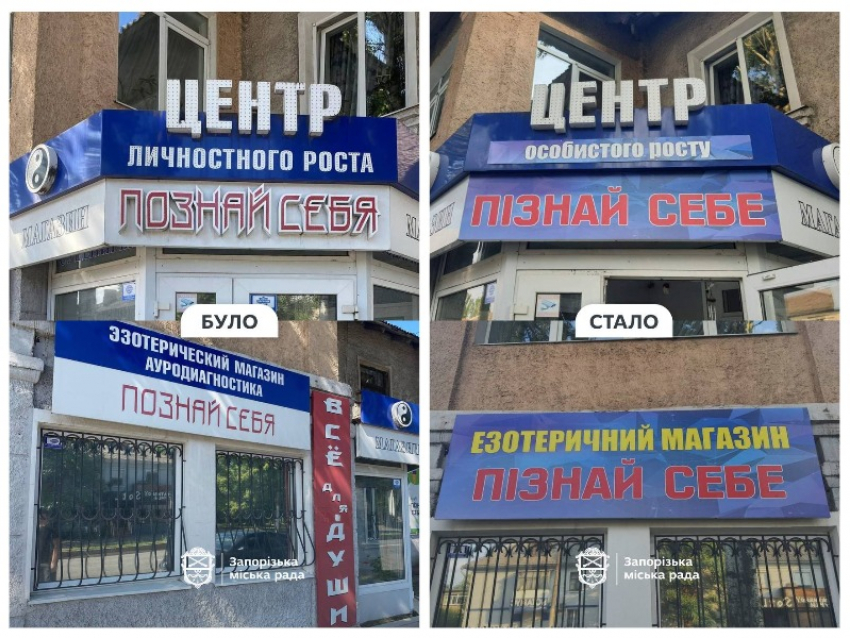 ЦЕНТР
ЛИЧНОСТНОГО РОСТА
ПОЗНАЙ СЕБЯ
МАГАЗИН
БУЛО
ЭЗОТЕРИЧЕСКИЙ МАГАЗИН
АУРОДИАГНОСТИКА
ПОЗНАЙ СЕБЯ
ВСЁ для ДУШИ
Запорізька
міська рада
ЦЕНТР
особистого росту
ПІЗНАЙ СЕБЕ
СТАЛО
ЕЗОТЕРИЧНИЙ МАГАЗИН
ПІЗНАЙ СЕБЕ
Запорізька
міська рада